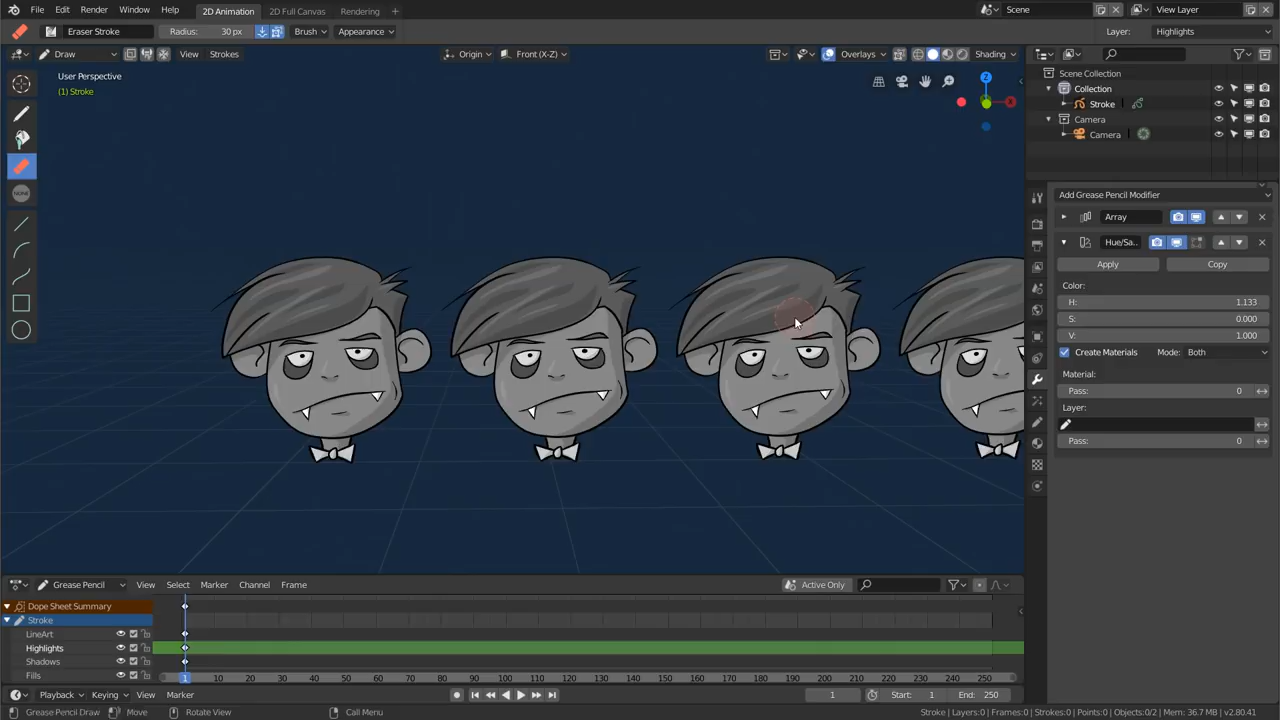 File Edit Render Window Help 2D Animation 2D Full Canvas Rendering + Scene View Layer
Eraser Stroke Radius: 30 px Brush Appearance Layer: Highlights
Draw View Strokes Origin Front (X-Z) Overlays Shading
User Perspective
(1) Stroke
Z
X
NONE
Scene Collection
Collection
Stroke
Camera
Camera
Add Grease Pencil Modifier
Array
Hue/Sa..
Apply Copy
Color:
H: 1.133
S: 0.000
V: 1.000
Create Materials Mode: Both
Material:
Pass: 0
Layer:
Pass: 0
Grease Pencil View Select Marker Channel Frame Active Only
Dope Sheet Summary
Stroke
LineArt
Highlights
Shadows
Fills
1 10 20 30 40 50 60 70 80 90 100 110 120 130 140 150 160 170 180 190 200 210 220 230 240 250
Playback Keying View Marker 1 Start: 1 End: 250
Grease Pencil Draw Move Rotate View Call Menu Stroke | Layers:0 | Frames:0 | Strokes:0 | Points:0 | Objects:0/2 | Mem: 36.7 MB | v2.80.41